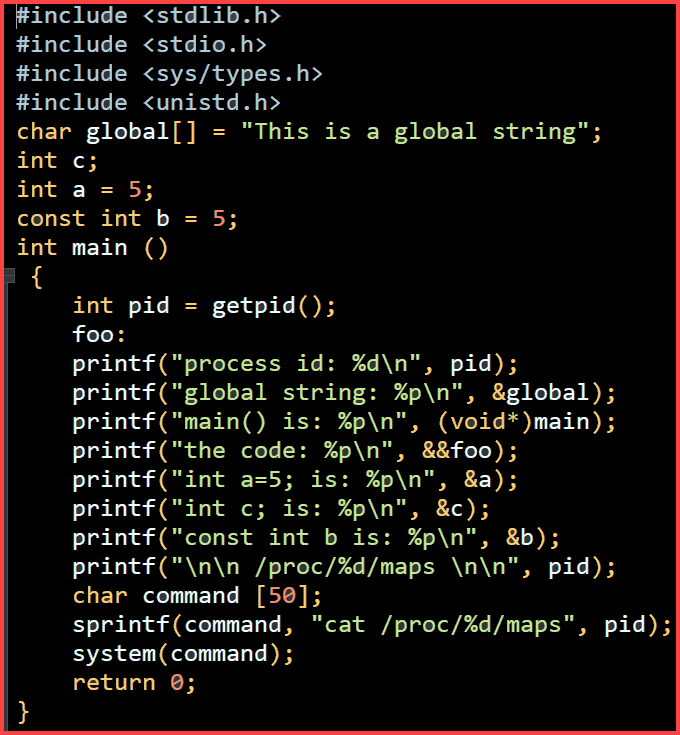 #include <stdlib.h>
#include <stdio.h>
#include <sys/types.h>
#include <unistd.h>
char global[] = "This is a global string";
int c;
int a = 5;
const int b = 5;
int main ()
 {
    int pid = getpid();
    foo:
    printf("process id: %d\n", pid);
    printf("global string: %p\n", &global);
    printf("main() is: %p\n", (void*)main);
    printf("the code: %p\n", &&foo);
    printf("int a=5; is: %p\n", &a);
    printf("int c; is: %p\n", &c);
    printf("const int b is: %p\n", &b);
    printf("\n\n /proc/%d/maps \n\n", pid);
    char command [50];
    sprintf(command, "cat /proc/%d/maps", pid);
    system(command);
    return 0;
}